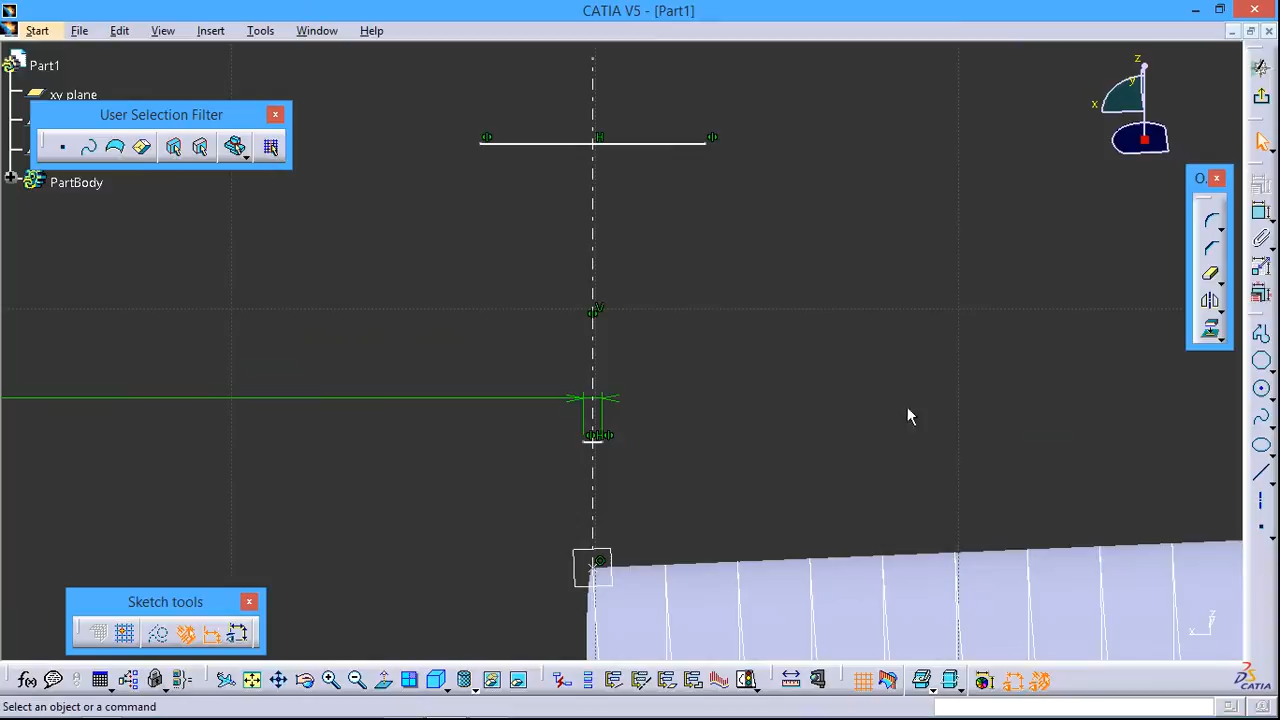 CATIA V5 - [Part1]
Start File Edit View Insert Tools Window Help
Part1
xy plane
User Selection Filter
PartBody
H
V
H
z
y
x
O.
Sketch tools
z
y
x
f(x)
CATIA
Select an object or a command